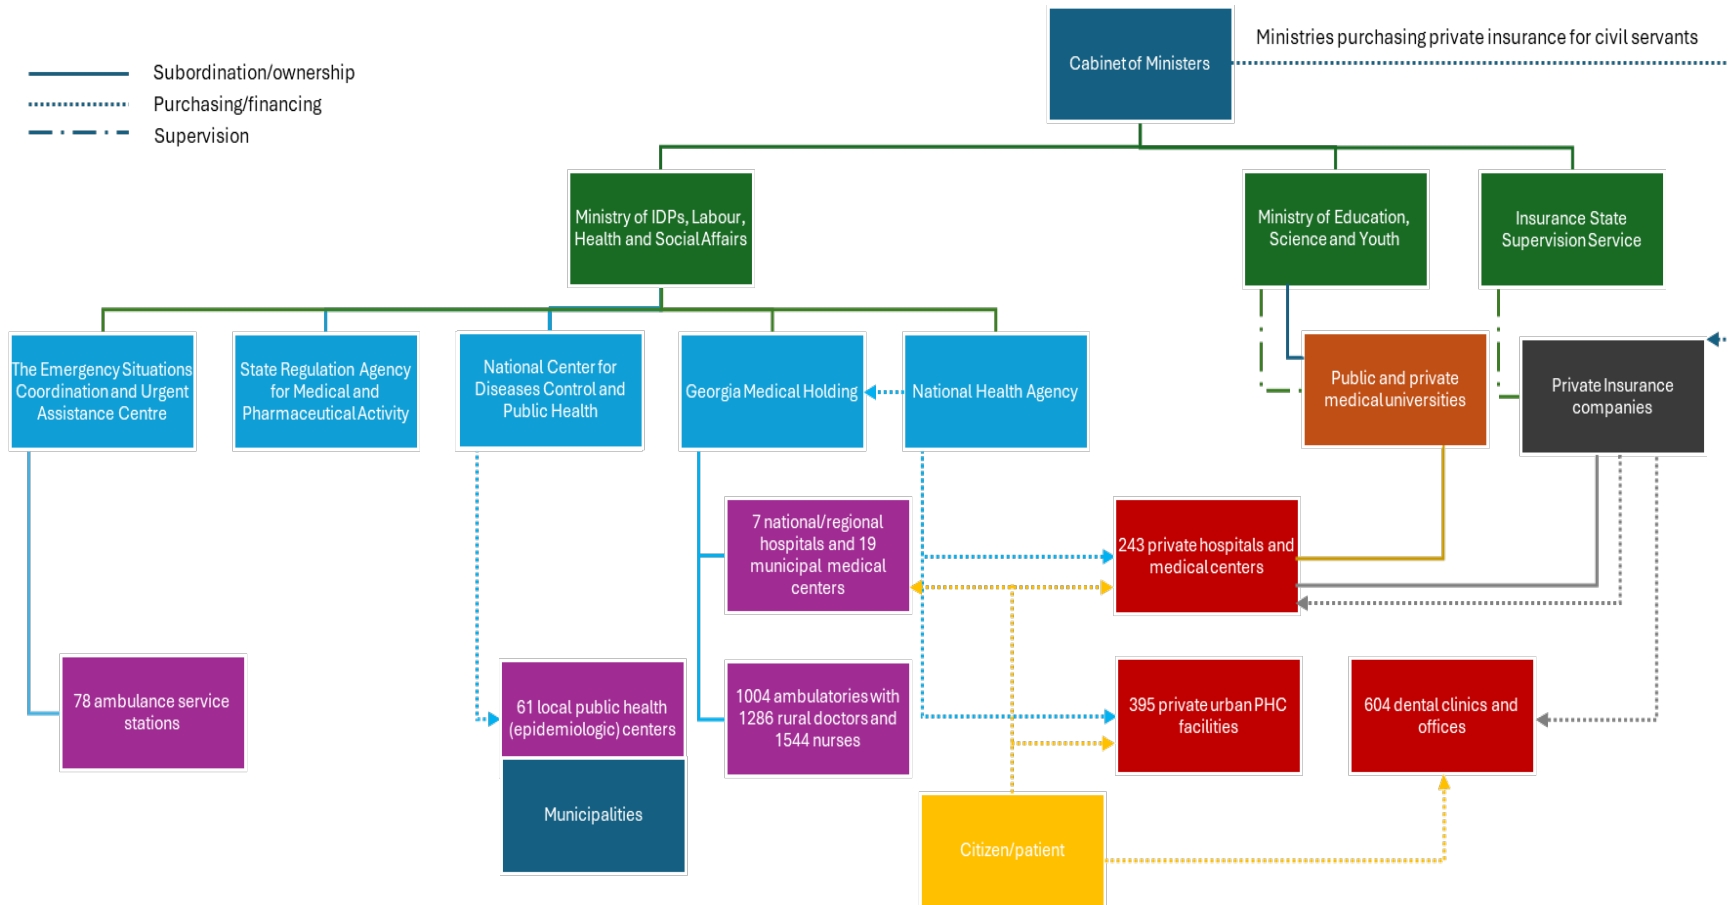 Cabinet of Ministers
Ministries purchasing private insurance for civil servants
Subordination/ownership
Purchasing/financing
Supervision
Ministry of IDPs, Labour,
Health and Social Affairs
Ministry of Education,
Science and Youth
Insurance State
Supervision Service
The Emergency Situations
Coordination and Urgent
Assistance Centre
State Regulation Agency
for Medical and
Pharmaceutical Activity
National Center for
Diseases Control and
Public Health
Georgia Medical Holding
National Health Agency
Public and private
medical universities
Private Insurance
companies
7 national/regional
hospitals and 19
municipal medical
centers
243 private hospitals and
medical centers
78 ambulance service
stations
61 local public health
(epidemiologic) centers
1004 ambulatories with
1286 rural doctors and
1544 nurses
395 private urban PHC
facilities
604 dental clinics and
offices
Municipalities
Citizen/patient